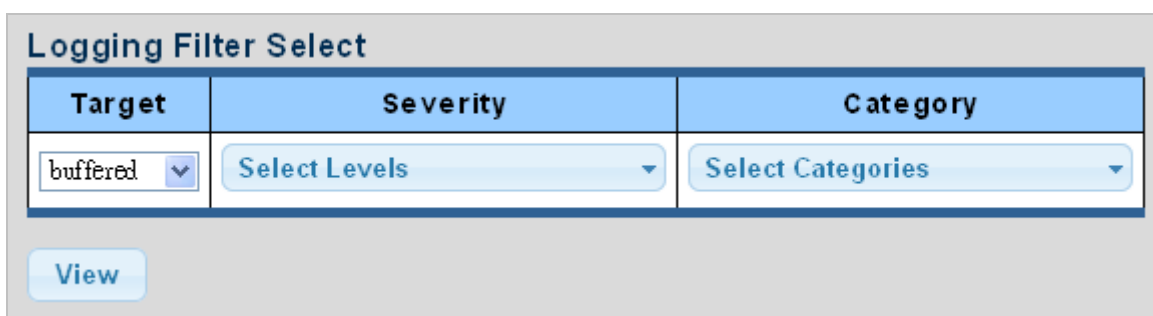 Logging Filter Select
Target Severity Category
buffered Select Levels Select Categories
View